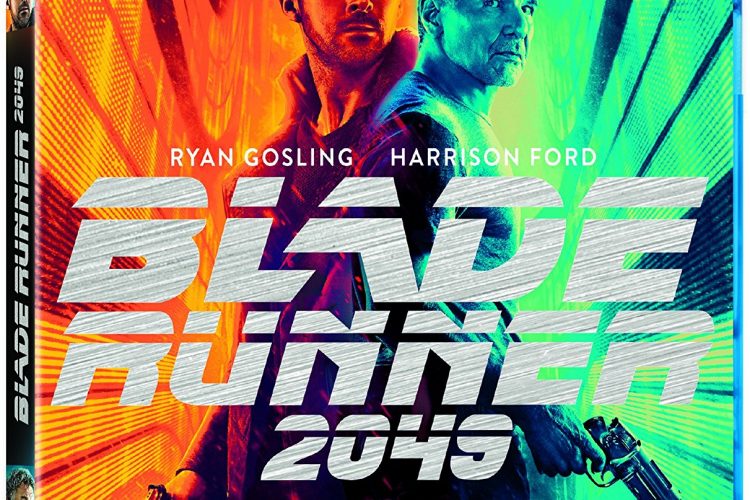 BLADE RUNNER 2049
RYAN GOSLING HARRISON FORD
BLADE
RUNNER
2049